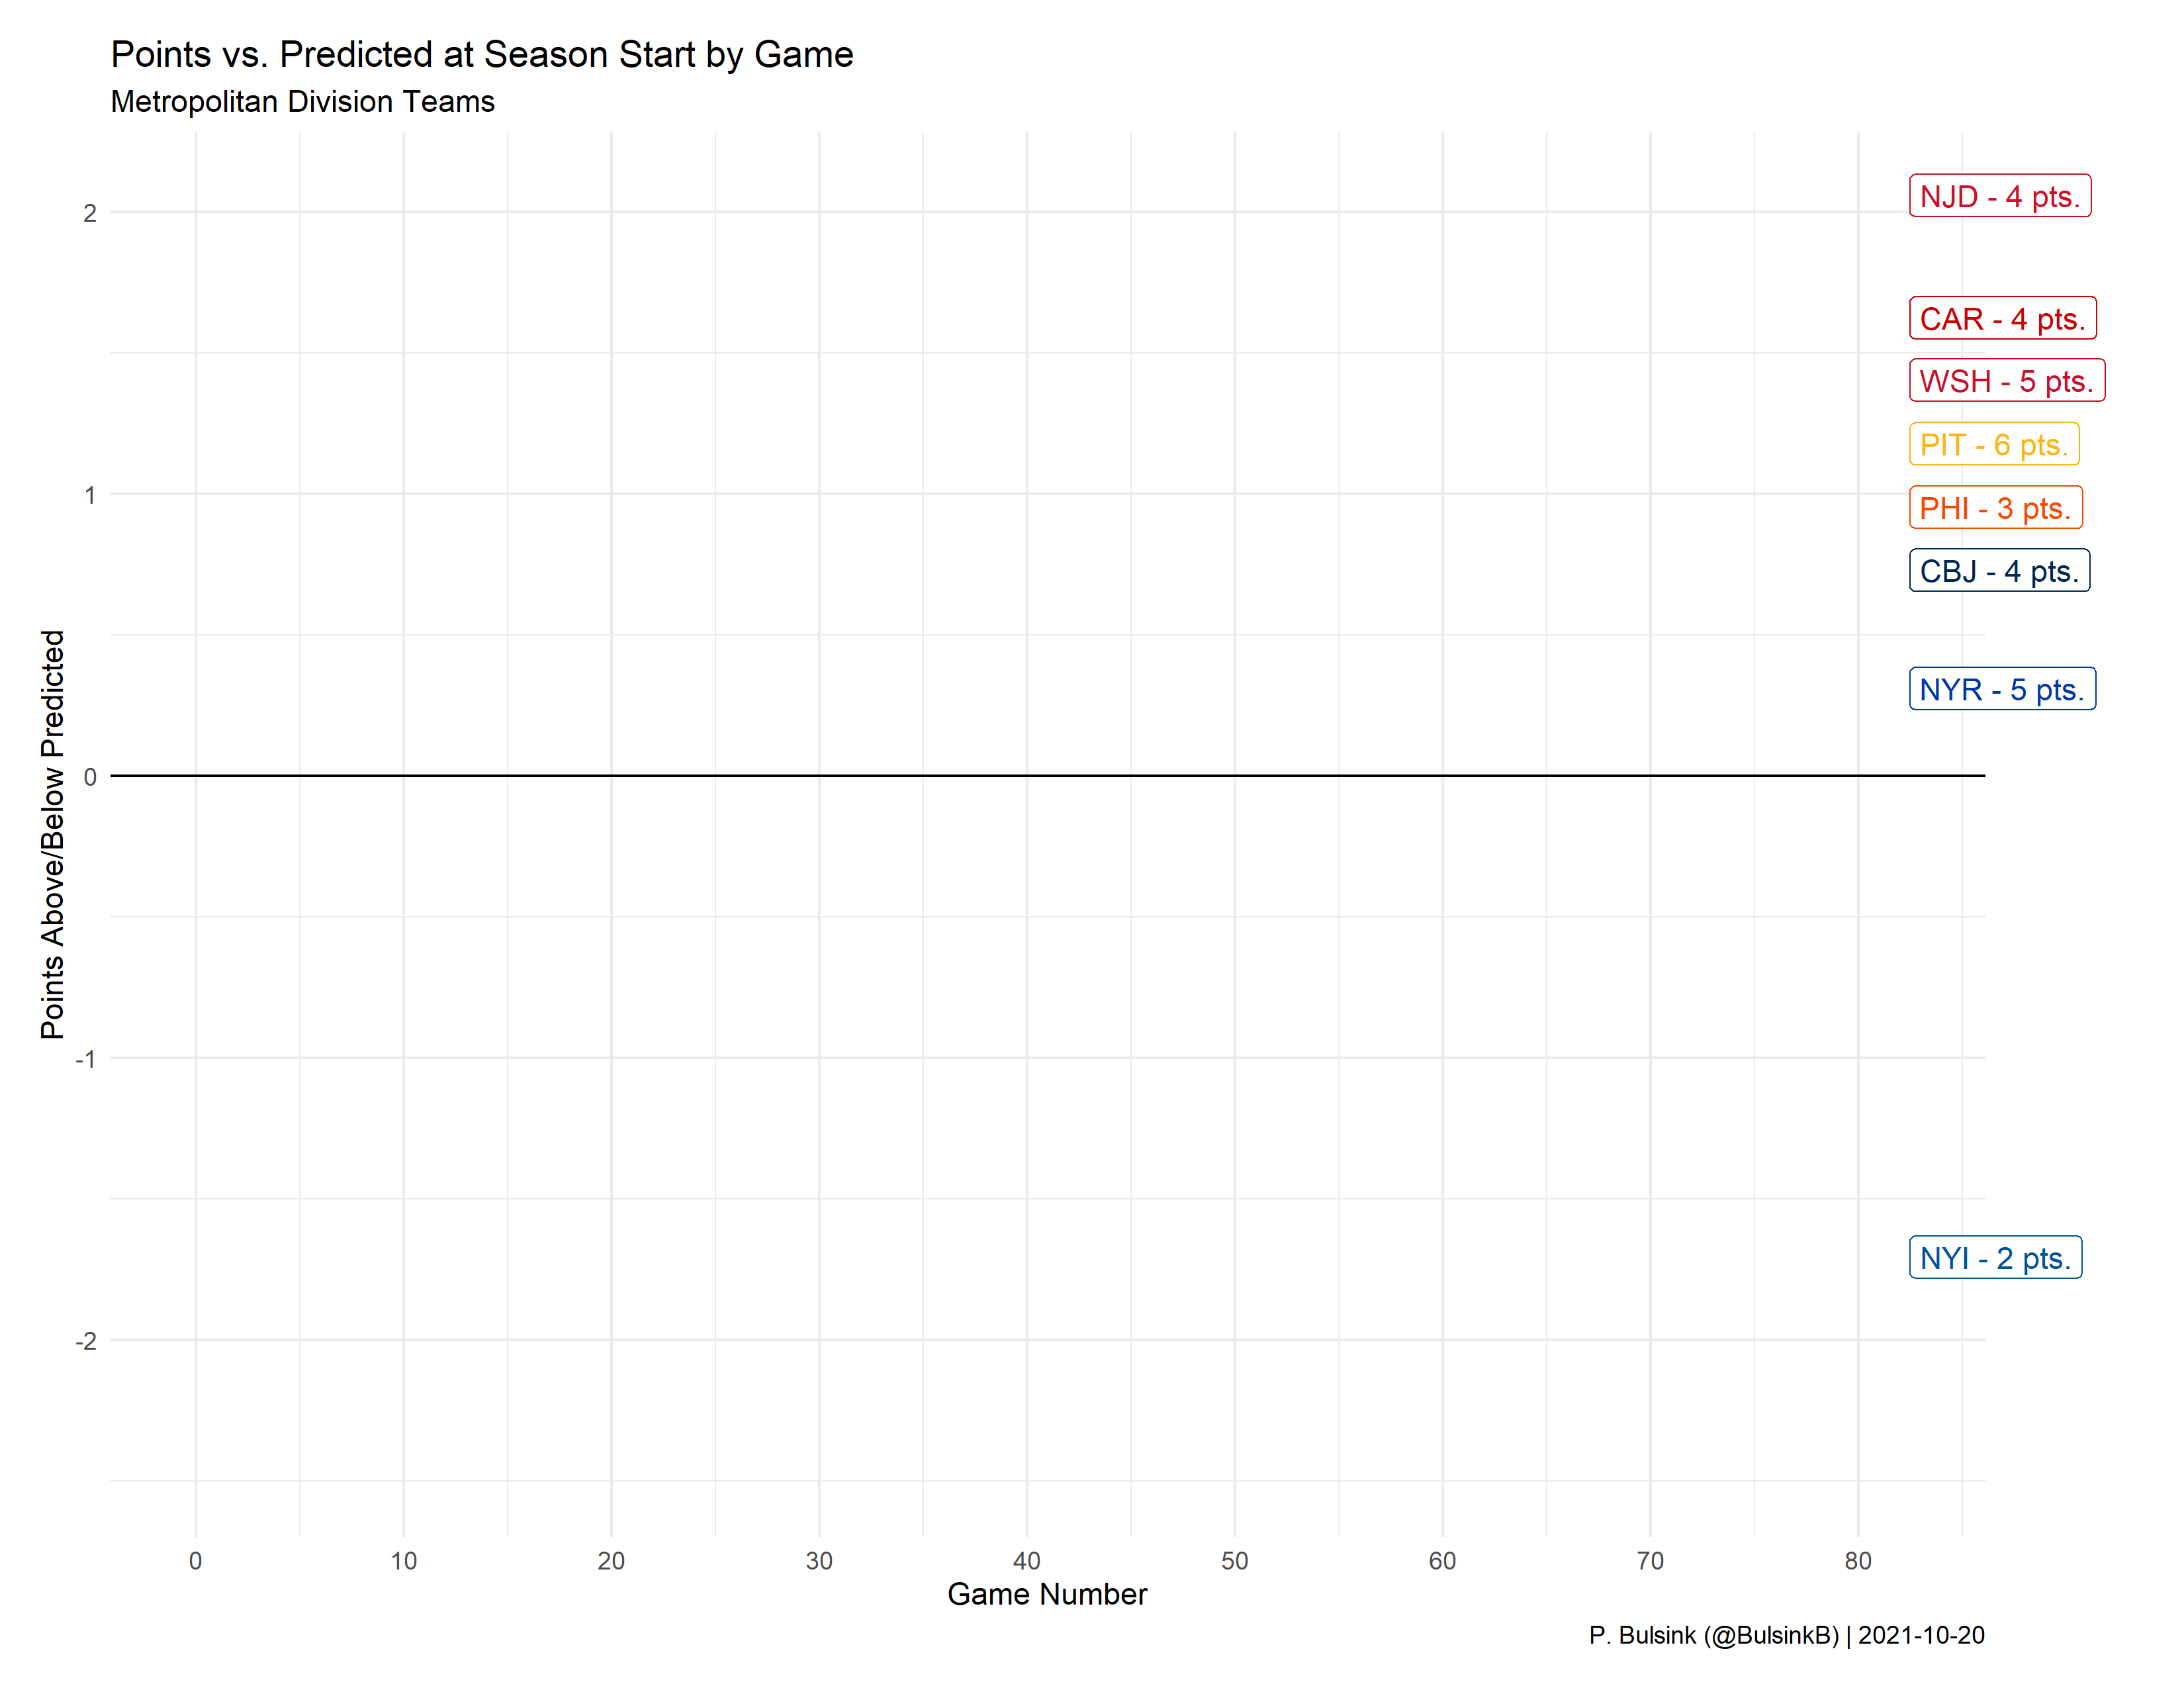 Points vs. Predicted at Season Start by Game
Metropolitan Division Teams
Points Above/Below Predicted
2
1
0
-1
-2
NJD - 4 pts.
CAR - 4 pts.
WSH - 5 pts.
PIT - 6 pts.
PHI - 3 pts.
CBJ - 4 pts.
NYR - 5 pts.
NYI - 2 pts.
0 10 20 30 40 50 60 70 80
Game Number
P. Bulsink (@BulsinkB) | 2021-10-20